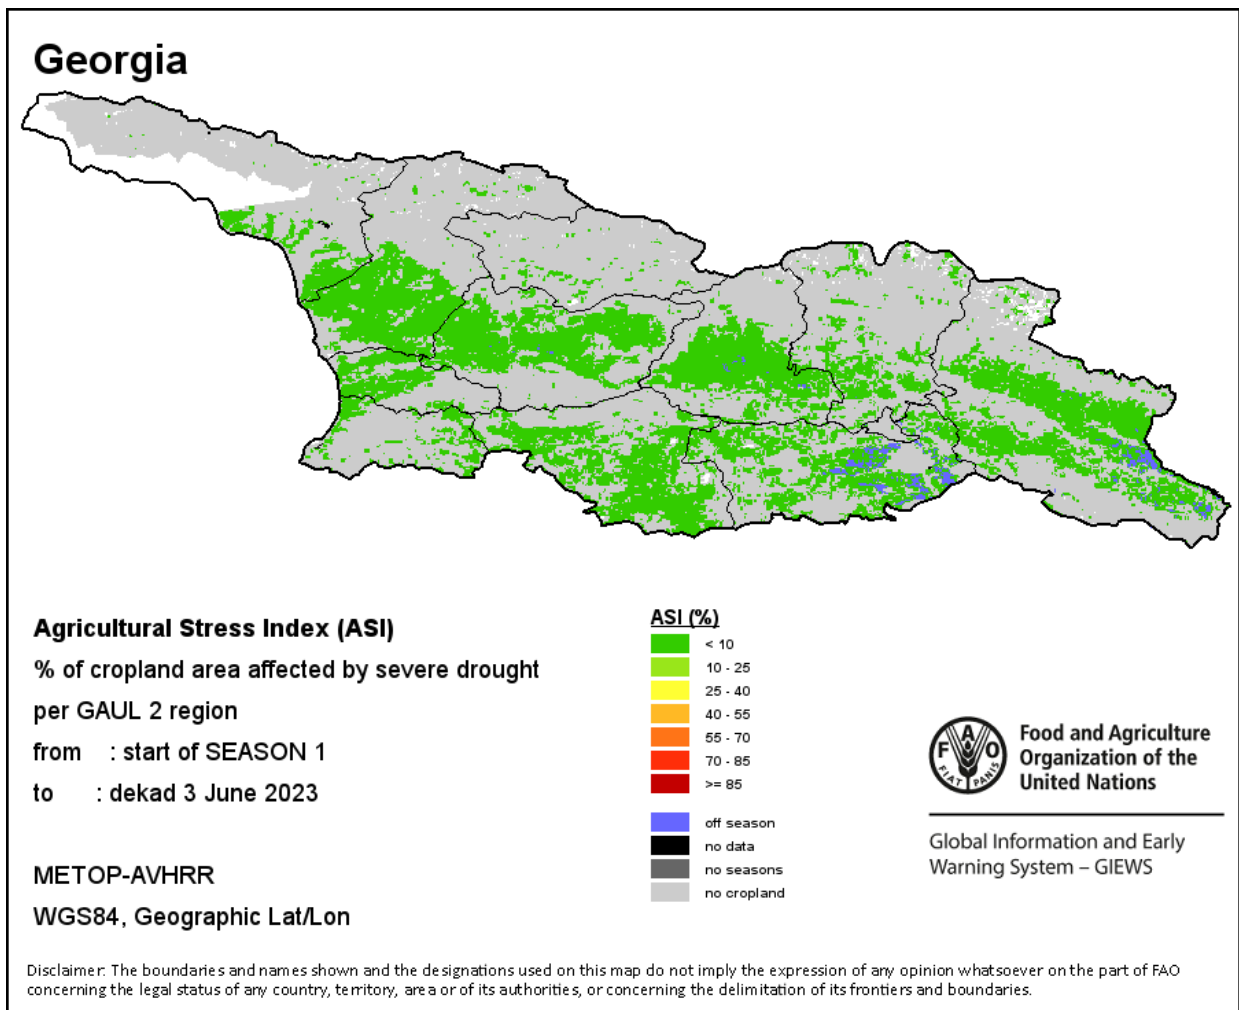 Georgia
Agricultural Stress Index (ASI)
% of cropland area affected by severe drought
per GAUL 2 region
from : start of SEASON 1
to : dekad 3 June 2023
METOP-AVHRR
WGS84, Geographic Lat/Lon
ASI (%)
< 10
10 - 25
25 - 40
40 - 55
55 - 70
70 - 85
>= 85
off season
no data
no seasons
no cropland
F A O
FIAT PANIS
Food and Agriculture
Organization of the
United Nations
Global Information and Early
Warning System – GIEWS
Disclaimer: The boundaries and names shown and the designations used on this map do not imply the expression of any opinion whatsoever on the part of FAO
concerning the legal status of any country, territory, area or of its authorities, or concerning the delimitation of its frontiers and boundaries.